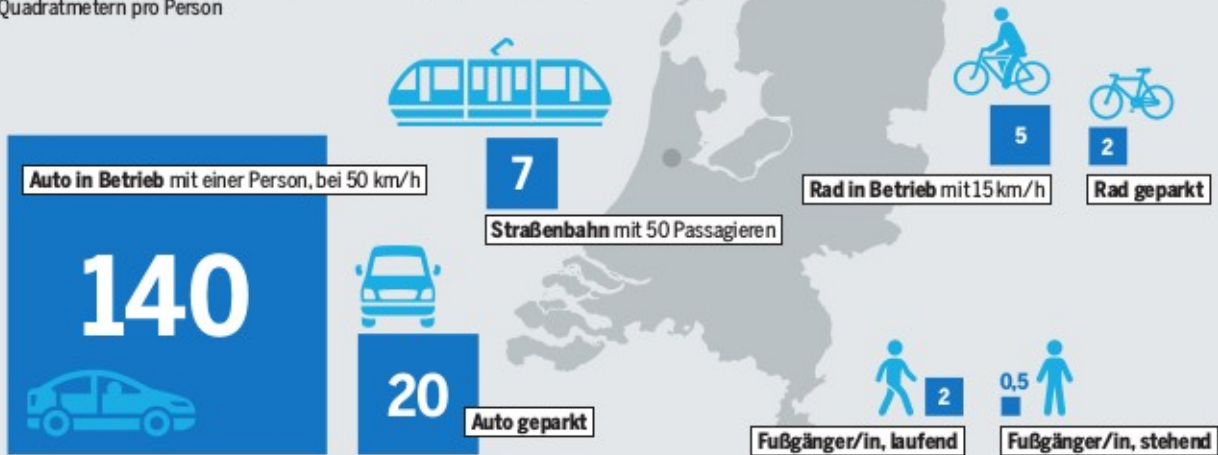 Quadratmetern pro Person
Auto in Betrieb mit einer Person, bei 50 km/h
140
7
Straßenbahn mit 50 Passagieren
20
Auto geparkt
5
Rad in Betrieb mit 15 km/h
2
Rad geparkt
2
Fußgänger/in, laufend
0,5
Fußgänger/in, stehend